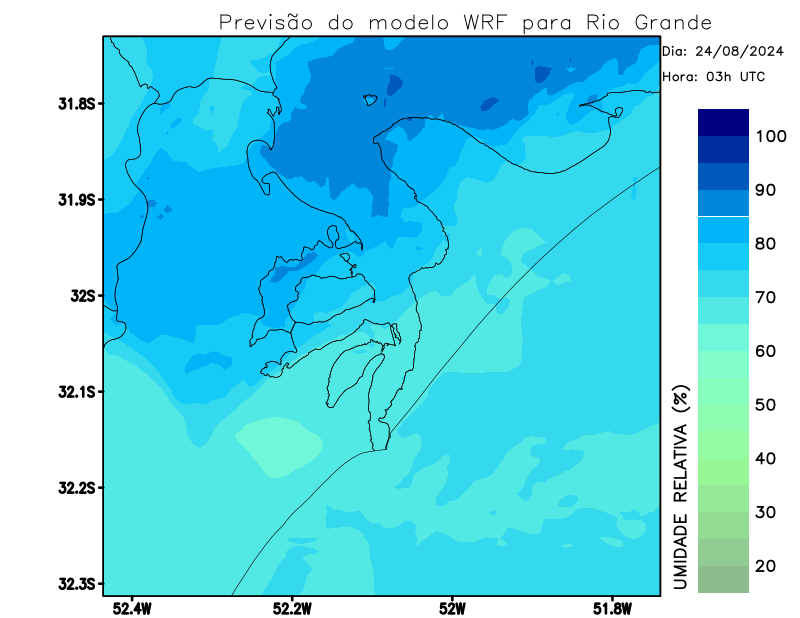 Previsão do modelo WRF para Rio Grande
Dia: 24/08/2024
Hora: 03h UTC
31.8S
31.9S
32S
32.1S
32.2S
32.3S
52.4W
52.2W
52W
51.8W
100
90
80
70
60
50
40
30
20
UMIDADE RELATIVA (%)